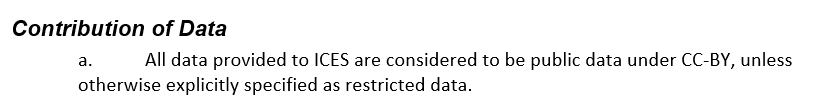 Contribution of Data
a. All data provided to ICES are considered to be public data under CC-BY, unless
otherwise explicitly specified as restricted data.